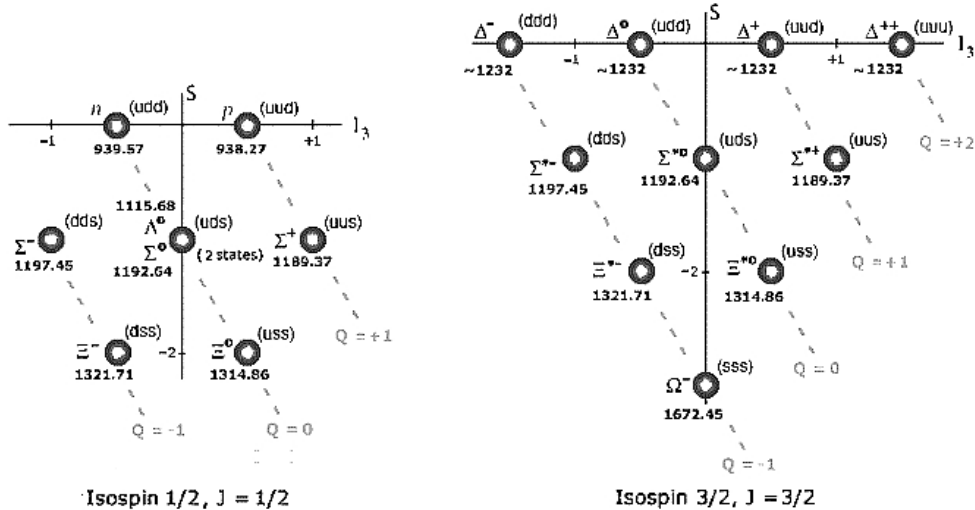 S
n (udd) p (uud)
−1 +1 I₃
939.57 938.27
1115.68
Λ⁰
(dds) (uds) (uus)
Σ⁻ Σ⁰ (2 states) Σ⁺
1197.45 1192.64 1189.37
(dss) (uss)
Ξ⁻ −2 Ξ⁰
1321.71 1314.86
Q = +1
Q = −1 Q = 0
Isospin 1/2, J = 1/2
S
Δ⁻ (ddd) Δ⁰ (udd) Δ⁺ (uud) Δ⁺⁺ (uuu)
I₃
~1232 −1 ~1232 ~1232 +1 ~1232
Q = +2
(dds) (uds) (uus)
Σ*⁻ Σ*⁰ Σ*⁺
1197.45 1192.64 1189.37
(dss) (uss)
Ξ*⁻ −2 Ξ*⁰
1321.71 1314.86
Q = +1
(sss)
Ω⁻
1672.45
Q = 0
Q = −1
Isospin 3/2, J = 3/2